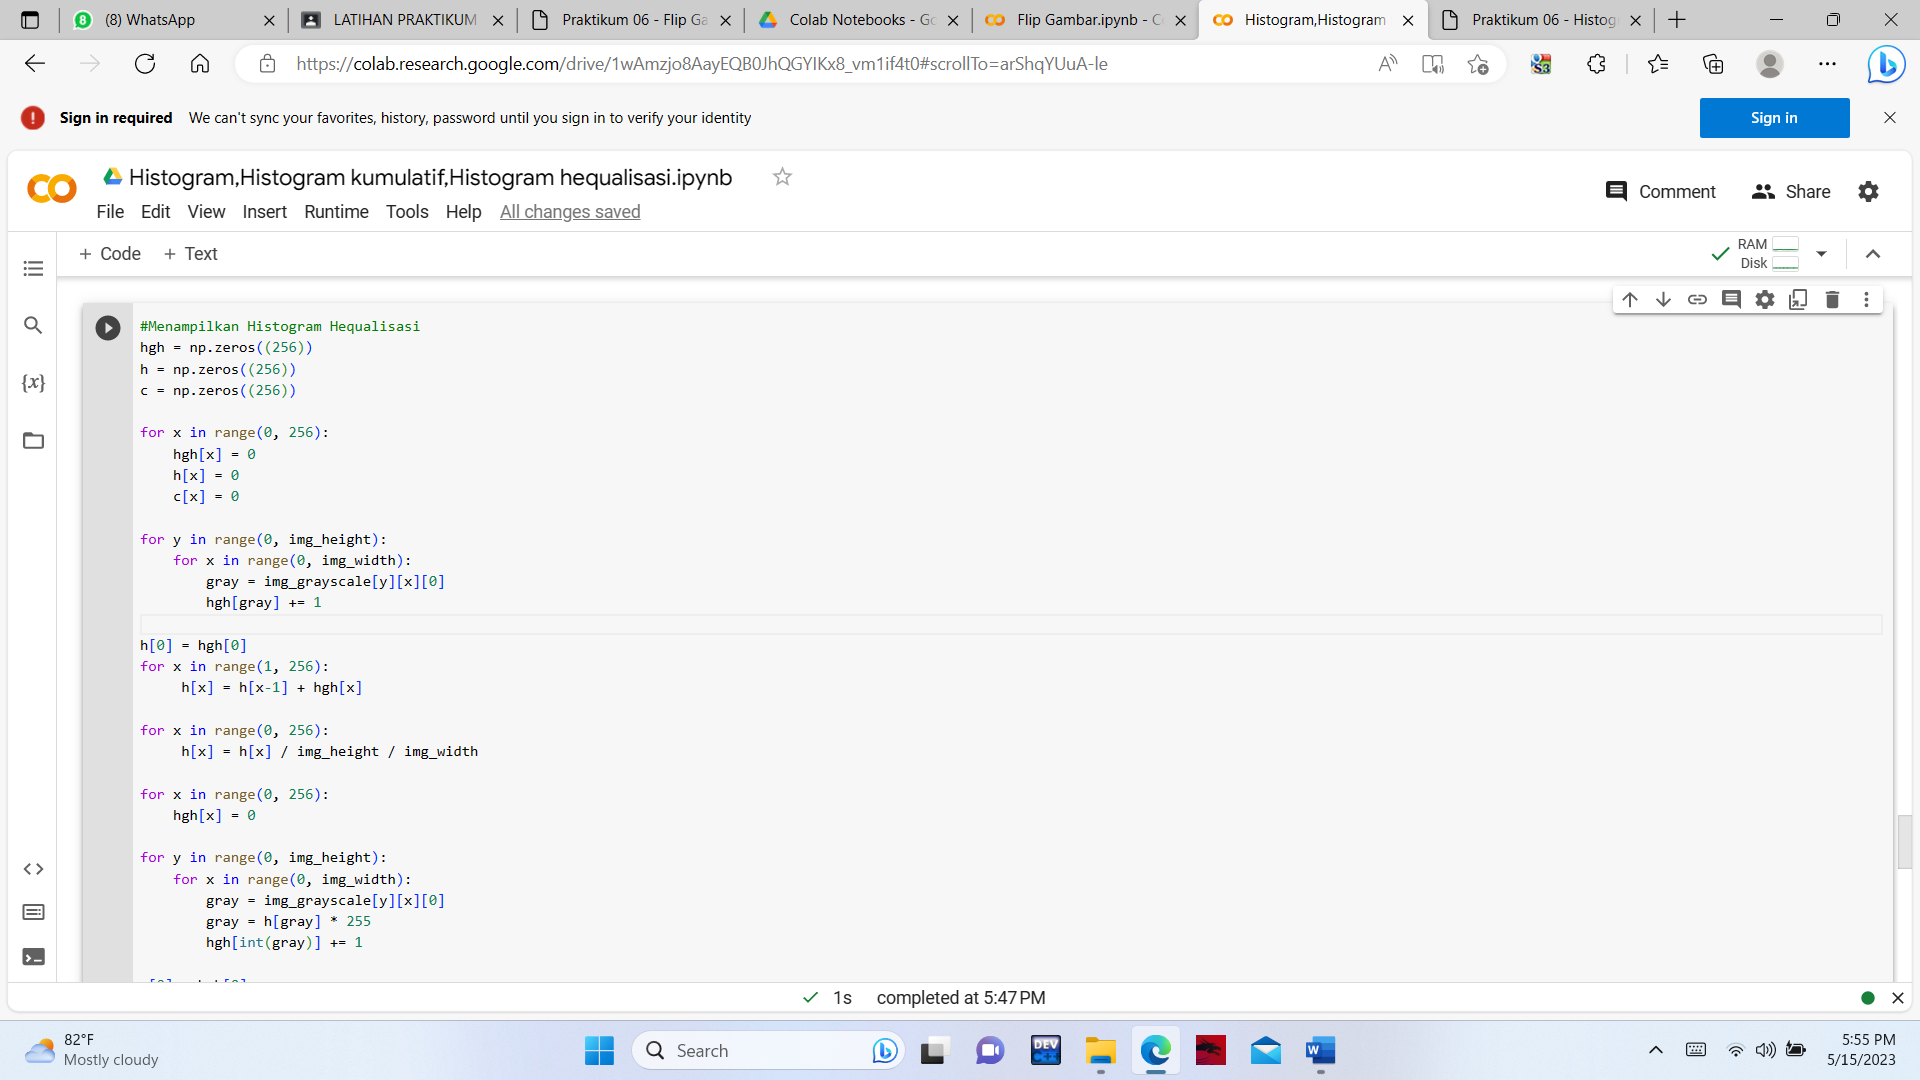 (8) WhatsApp
LATIHAN PRAKTIKUM
Praktikum 06 - Flip Ga
Colab Notebooks - Go
Flip Gambar.ipynb - C
Histogram,Histogram
Praktikum 06 - Histog
https://colab.research.google.com/drive/1wAmzjo8AayEQB0JhQGYIKx8_vm1if4t0#scrollTo=arShqYUuA-le
Sign in required We can't sync your favorites, history, password until you sign in to verify your identity
Sign in
Histogram,Histogram kumulatif,Histogram hequalisasi.ipynb
Comment
Share
File Edit View Insert Runtime Tools Help All changes saved
+ Code + Text
RAM
Disk
#Menampilkan Histogram Hequalisasi
hgh = np.zeros((256))
h = np.zeros((256))
c = np.zeros((256))
for x in range(0, 256):
    hgh[x] = 0
    h[x] = 0
    c[x] = 0
for y in range(0, img_height):
    for x in range(0, img_width):
        gray = img_grayscale[y][x][0]
        hgh[gray] += 1
h[0] = hgh[0]
for x in range(1, 256):
     h[x] = h[x-1] + hgh[x]
for x in range(0, 256):
     h[x] = h[x] / img_height / img_width
for x in range(0, 256):
    hgh[x] = 0
for y in range(0, img_height):
    for x in range(0, img_width):
        gray = img_grayscale[y][x][0]
        gray = h[gray] * 255
        hgh[int(gray)] += 1
1s completed at 5:47 PM
82°F
Mostly cloudy
Search
DEV
C++
5:55 PM
5/15/2023